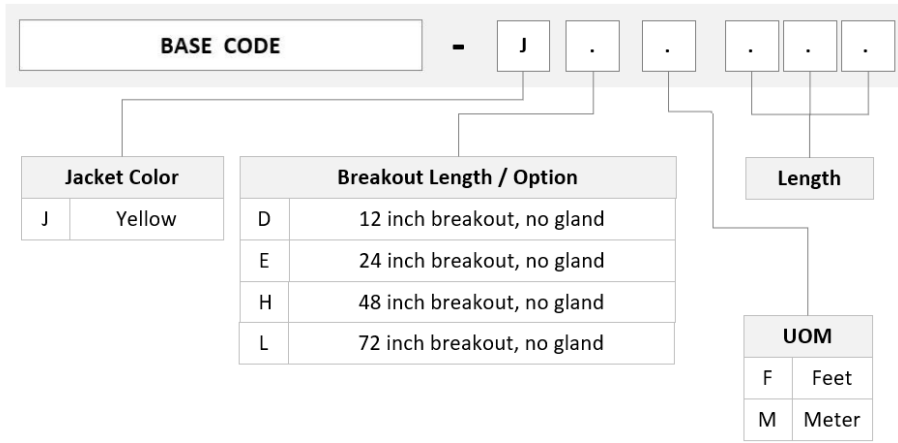 BASE CODE - J . . . . .
Jacket Color
J Yellow
Breakout Length / Option
D 12 inch breakout, no gland
E 24 inch breakout, no gland
H 48 inch breakout, no gland
L 72 inch breakout, no gland
Length
UOM
F Feet
M Meter